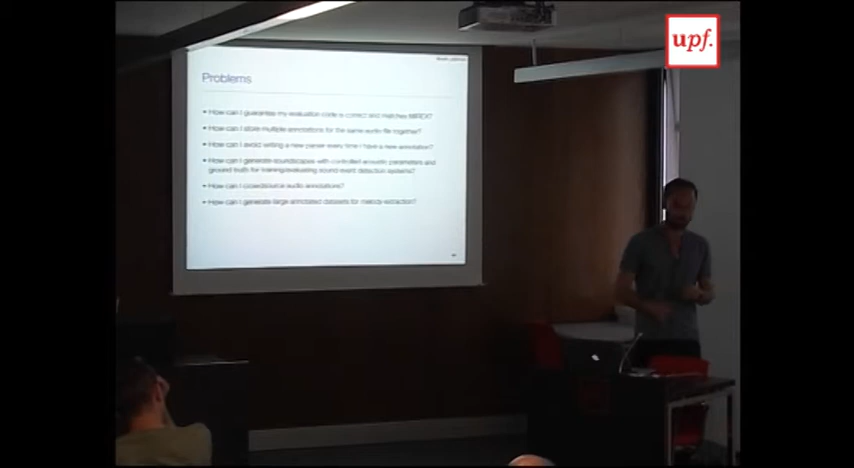 upf.
Problems
• How can I guarantee my evaluation code is correct and matches MIREX?
• How can I store multiple annotations for the same audio file together?
• How can I avoid writing a new parser every time I have a new annotation?
• How can I generate soundscapes with controlled acoustic parameters and
ground truth for training/evaluating sound event detection systems?
• How can I crowdsource audio annotations?
• How can I generate large annotated datasets for melody extraction?